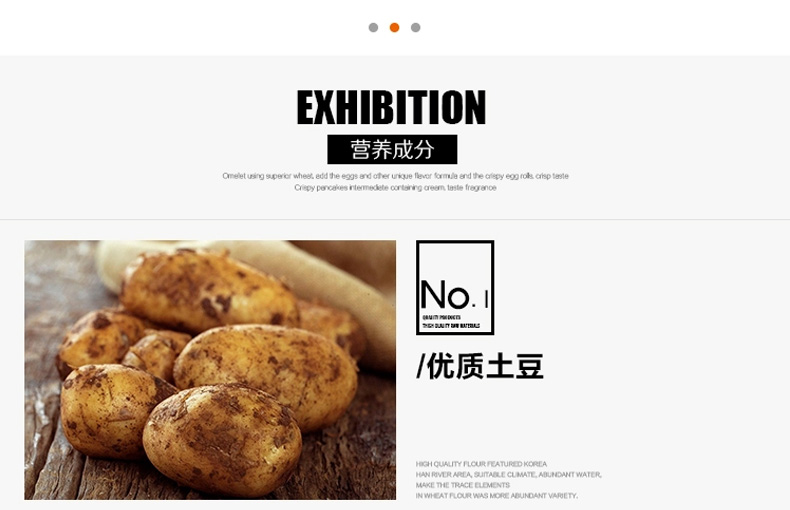 EXHIBITION
营养成分
Omelet using superior wheat, add the eggs and other unique flavor formula and the crispy egg rolls, crisp taste
Crispy pancakes intermediate containing cream, taste fragrance
No. 1
QUALITY PRODUCTS
THIGH QUALITY RAW MATERIALS
/优质土豆
HIGH QUALITY FLOUR FEATURED KOREA
HAN RIVER AREA, SUITABLE CLIMATE, ABUNDANT WATER,
MAKE THE TRACE ELEMENTS
IN WHEAT FLOUR WAS MORE ABUNDANT VARIETY.